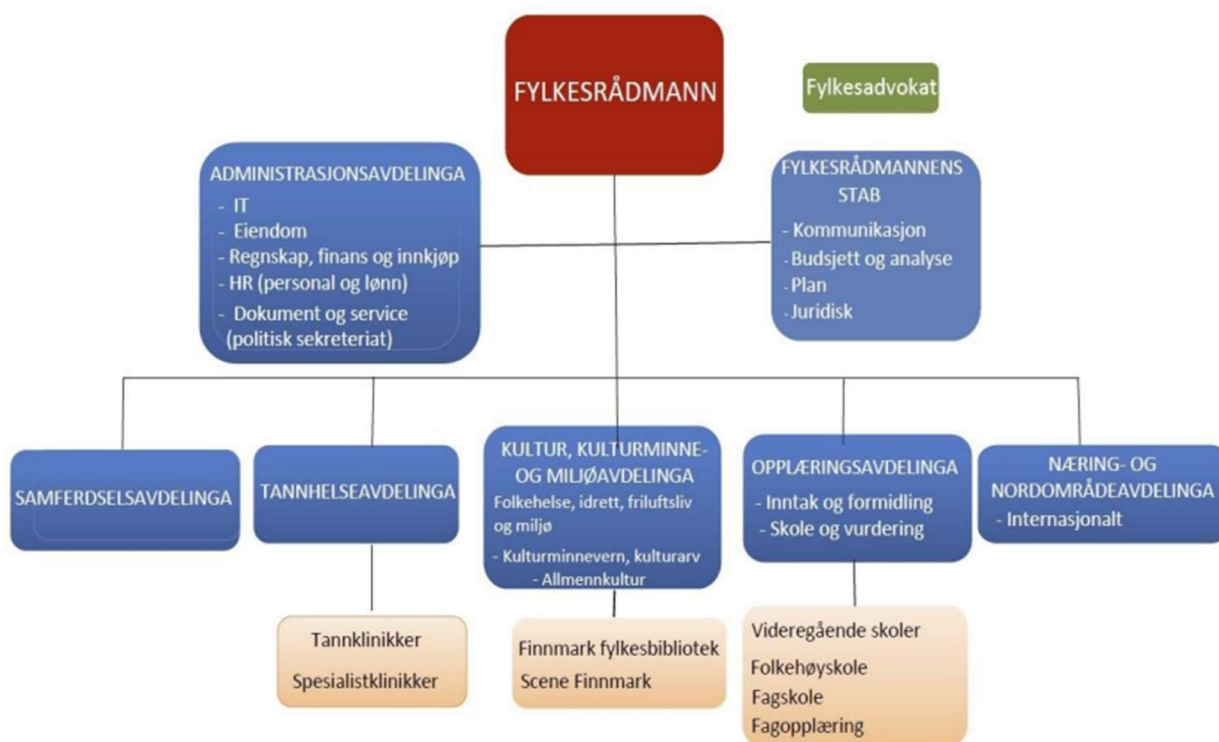 FYLKESRÅDMANN
Fylkesadvokat
ADMINISTRASJONSAVDELINGA
- IT
- Eiendom
- Regnskap, finans og innkjøp
- HR (personal og lønn)
- Dokument og service
(politisk sekreteriat)
FYLKESRÅDMANNENS
STAB
- Kommunikasjon
- Budsjett og analyse
- Plan
- Juridisk
SAMFERDSELSAVDELINGA
TANNHELSEAVDELINGA
KULTUR, KULTURMINNE-
OG MILJØAVDELINGA
Folkehelse, idrett, friluftsliv
og miljø
- Kulturminnevern, kulturarv
- Allmennkultur
OPPLÆRINGSAVDELINGA
- Inntak og formidling
- Skole og vurdering
NÆRING- OG
NORDOMRÅDEAVDELINGA
- Internasjonalt
Tannklinikker
Spesialistklinikker
Finnmark fylkesbibliotek
Scene Finnmark
Videregående skoler
Folkehøyskole
Fagskole
Fagopplæring